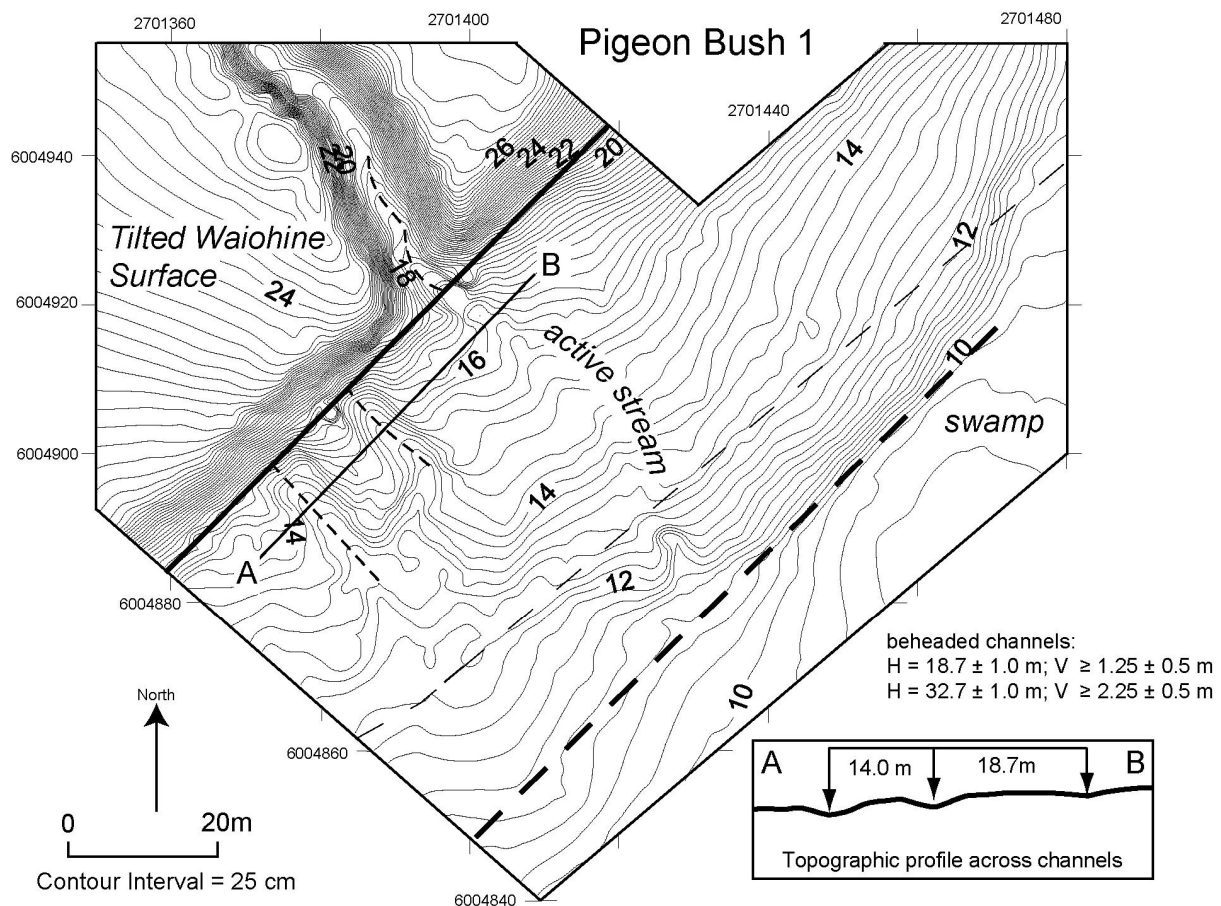 2701360
2701400
2701480
Pigeon Bush 1
2701440
6004940
6004920
6004900
6004880
6004860
6004840
26
24
22
20
22
20
18
14
12
10
Tilted Waiohine
Surface
24
B
16
active stream
swamp
14
14
A
12
10
beheaded channels:
H = 18.7 ± 1.0 m; V ≥ 1.25 ± 0.5 m
H = 32.7 ± 1.0 m; V ≥ 2.25 ± 0.5 m
North
0 20m
Contour Interval = 25 cm
A B
14.0 m 18.7m
Topographic profile across channels